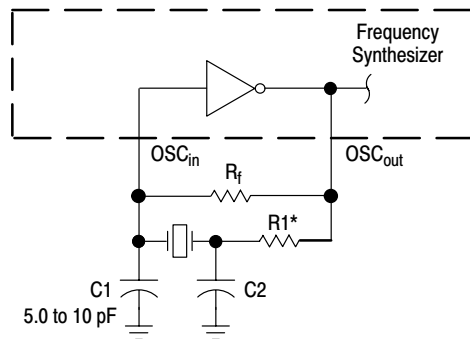 Frequency
Synthesizer
OSCin
OSCout
Rf
R1*
C1
C2
5.0 to 10 pF